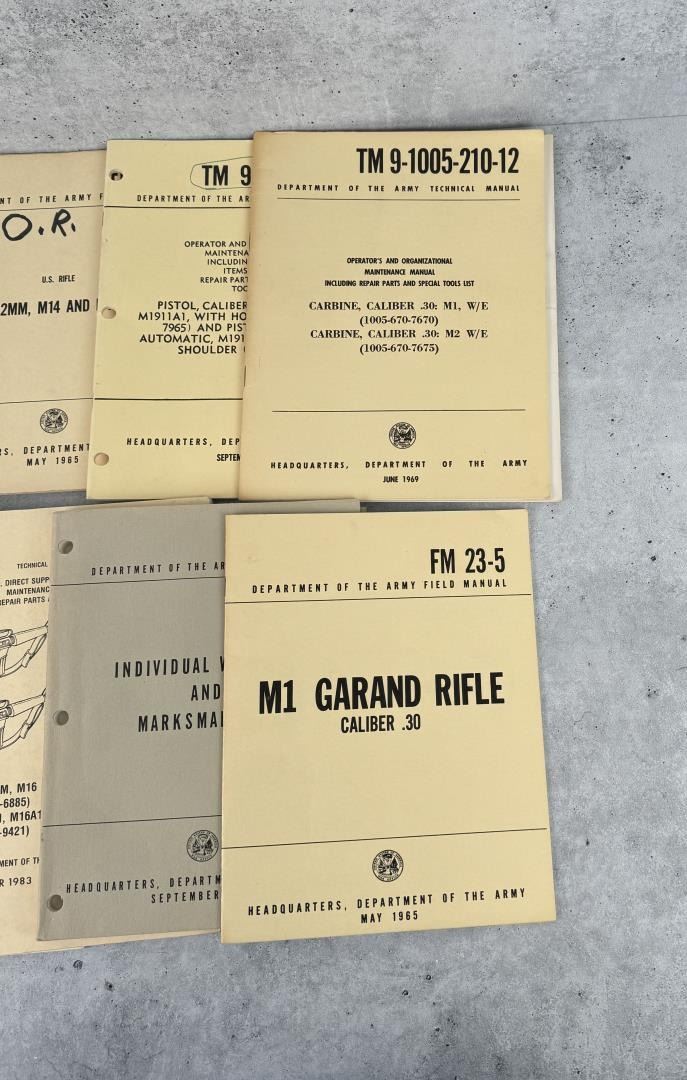 NT OF THE ARMY F
O.R.
U.S. RIFLE
2MM, M14 AND
RS, DEPARTMENT
MAY 1965
TM 9
DEPARTMENT OF THE AR
OPERATOR AND
MAINTENA
INCLUDIN
ITEMS
REPAIR PART
TOO
PISTOL, CALIBER
M1911A1, WITH HO
7965) AND PIST
AUTOMATIC, M191
SHOULDER (
HEADQUARTERS, DEP
SEPTEM
TM 9-1005-210-12
DEPARTMENT OF THE ARMY TECHNICAL MANUAL
OPERATOR'S AND ORGANIZATIONAL
MAINTENANCE MANUAL
INCLUDING REPAIR PARTS AND SPECIAL TOOLS LIST
CARBINE, CALIBER .30: M1, W/E
(1005-670-7670)
CARBINE, CALIBER .30: M2 W/E
(1005-670-7675)
HEADQUARTERS, DEPARTMENT OF THE ARMY
JUNE 1969
TECHNICAL
, DIRECT SUPP
MAINTENANC
REPAIR PARTS
M, M16
-6885)
, M16A1
-9421)
MENT OF TH
R 1983
DEPARTMENT OF THE AR
INDIVIDUAL W
AND
MARKSMA
HEADQUARTERS, DEPARTM
SEPTEMBER
FM 23-5
DEPARTMENT OF THE ARMY FIELD MANUAL
M1 GARAND RIFLE
CALIBER .30
HEADQUARTERS, DEPARTMENT OF THE ARMY
MAY 1965